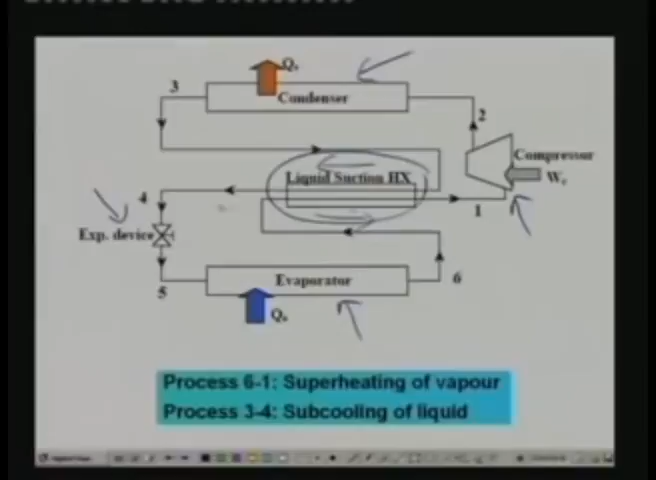 Qc
3
Condenser
2
Compressor
Wc
Liquid Suction HX
4
1
Exp. device
Evaporator
5
6
Qe
Process 6-1: Superheating of vapour
Process 3-4: Subcooling of liquid